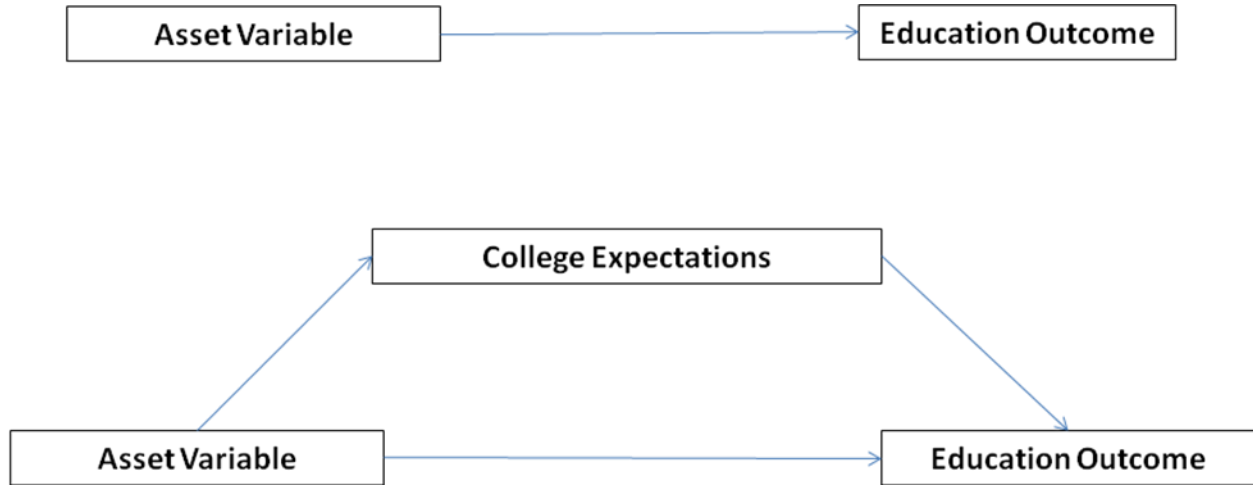 Asset Variable
Education Outcome
College Expectations
Asset Variable
Education Outcome